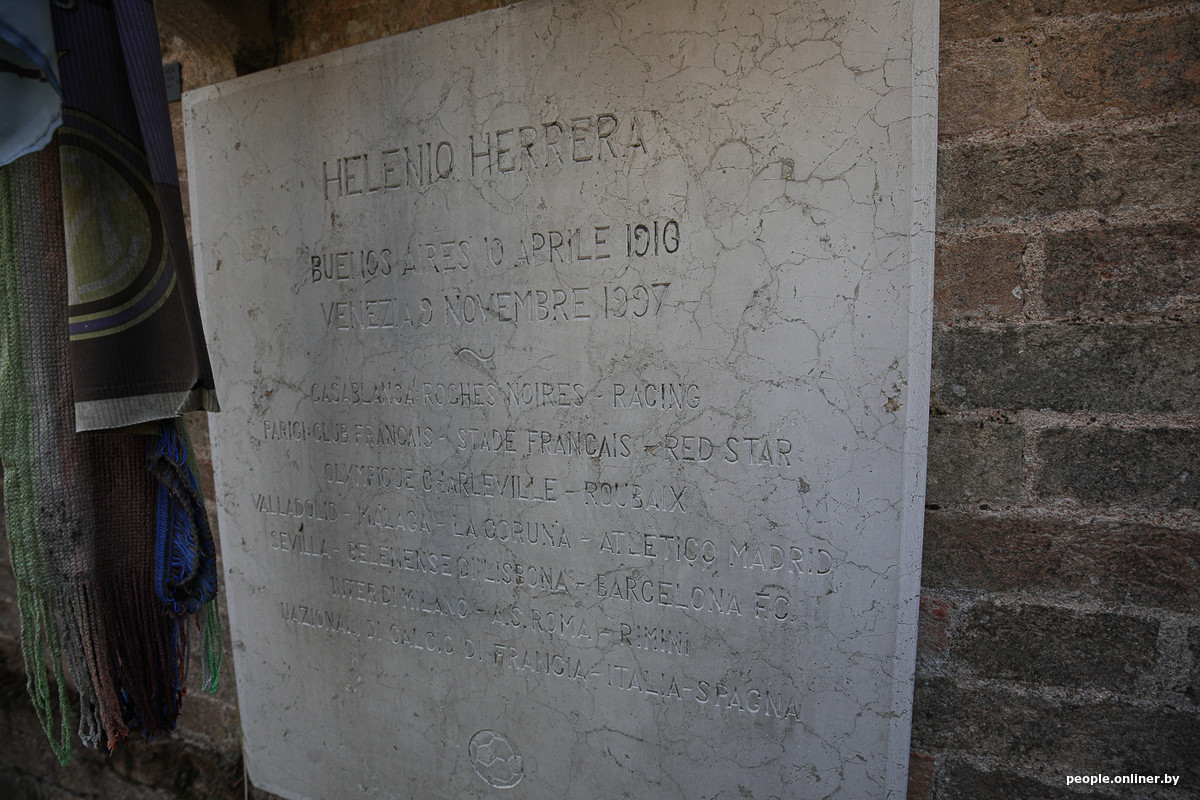 HELENIO HERRERA
BUENOS AIRES 10 APRILE 1910
VENEZIA 9 NOVEMBRE 1997
CASABLANCA ROCHES NOIRES - RACING
PARIGI - CLUB FRANCAIS - STADE FRANCAIS - RED STAR
OLYMPIQUE CHARLEVILLE - ROUBAIX
VALLADOLID - MALAGA - LA CORUNA - ATLETICO MADRID
SEVILLA - BELENENSE DI LISBONA - BARCELONA F.C.
INTER DI MILANO - A.S. ROMA - RIMINI
NAZIONALI DI CALCIO DI FRANCIA - ITALIA - SPAGNA
people.onliner.by